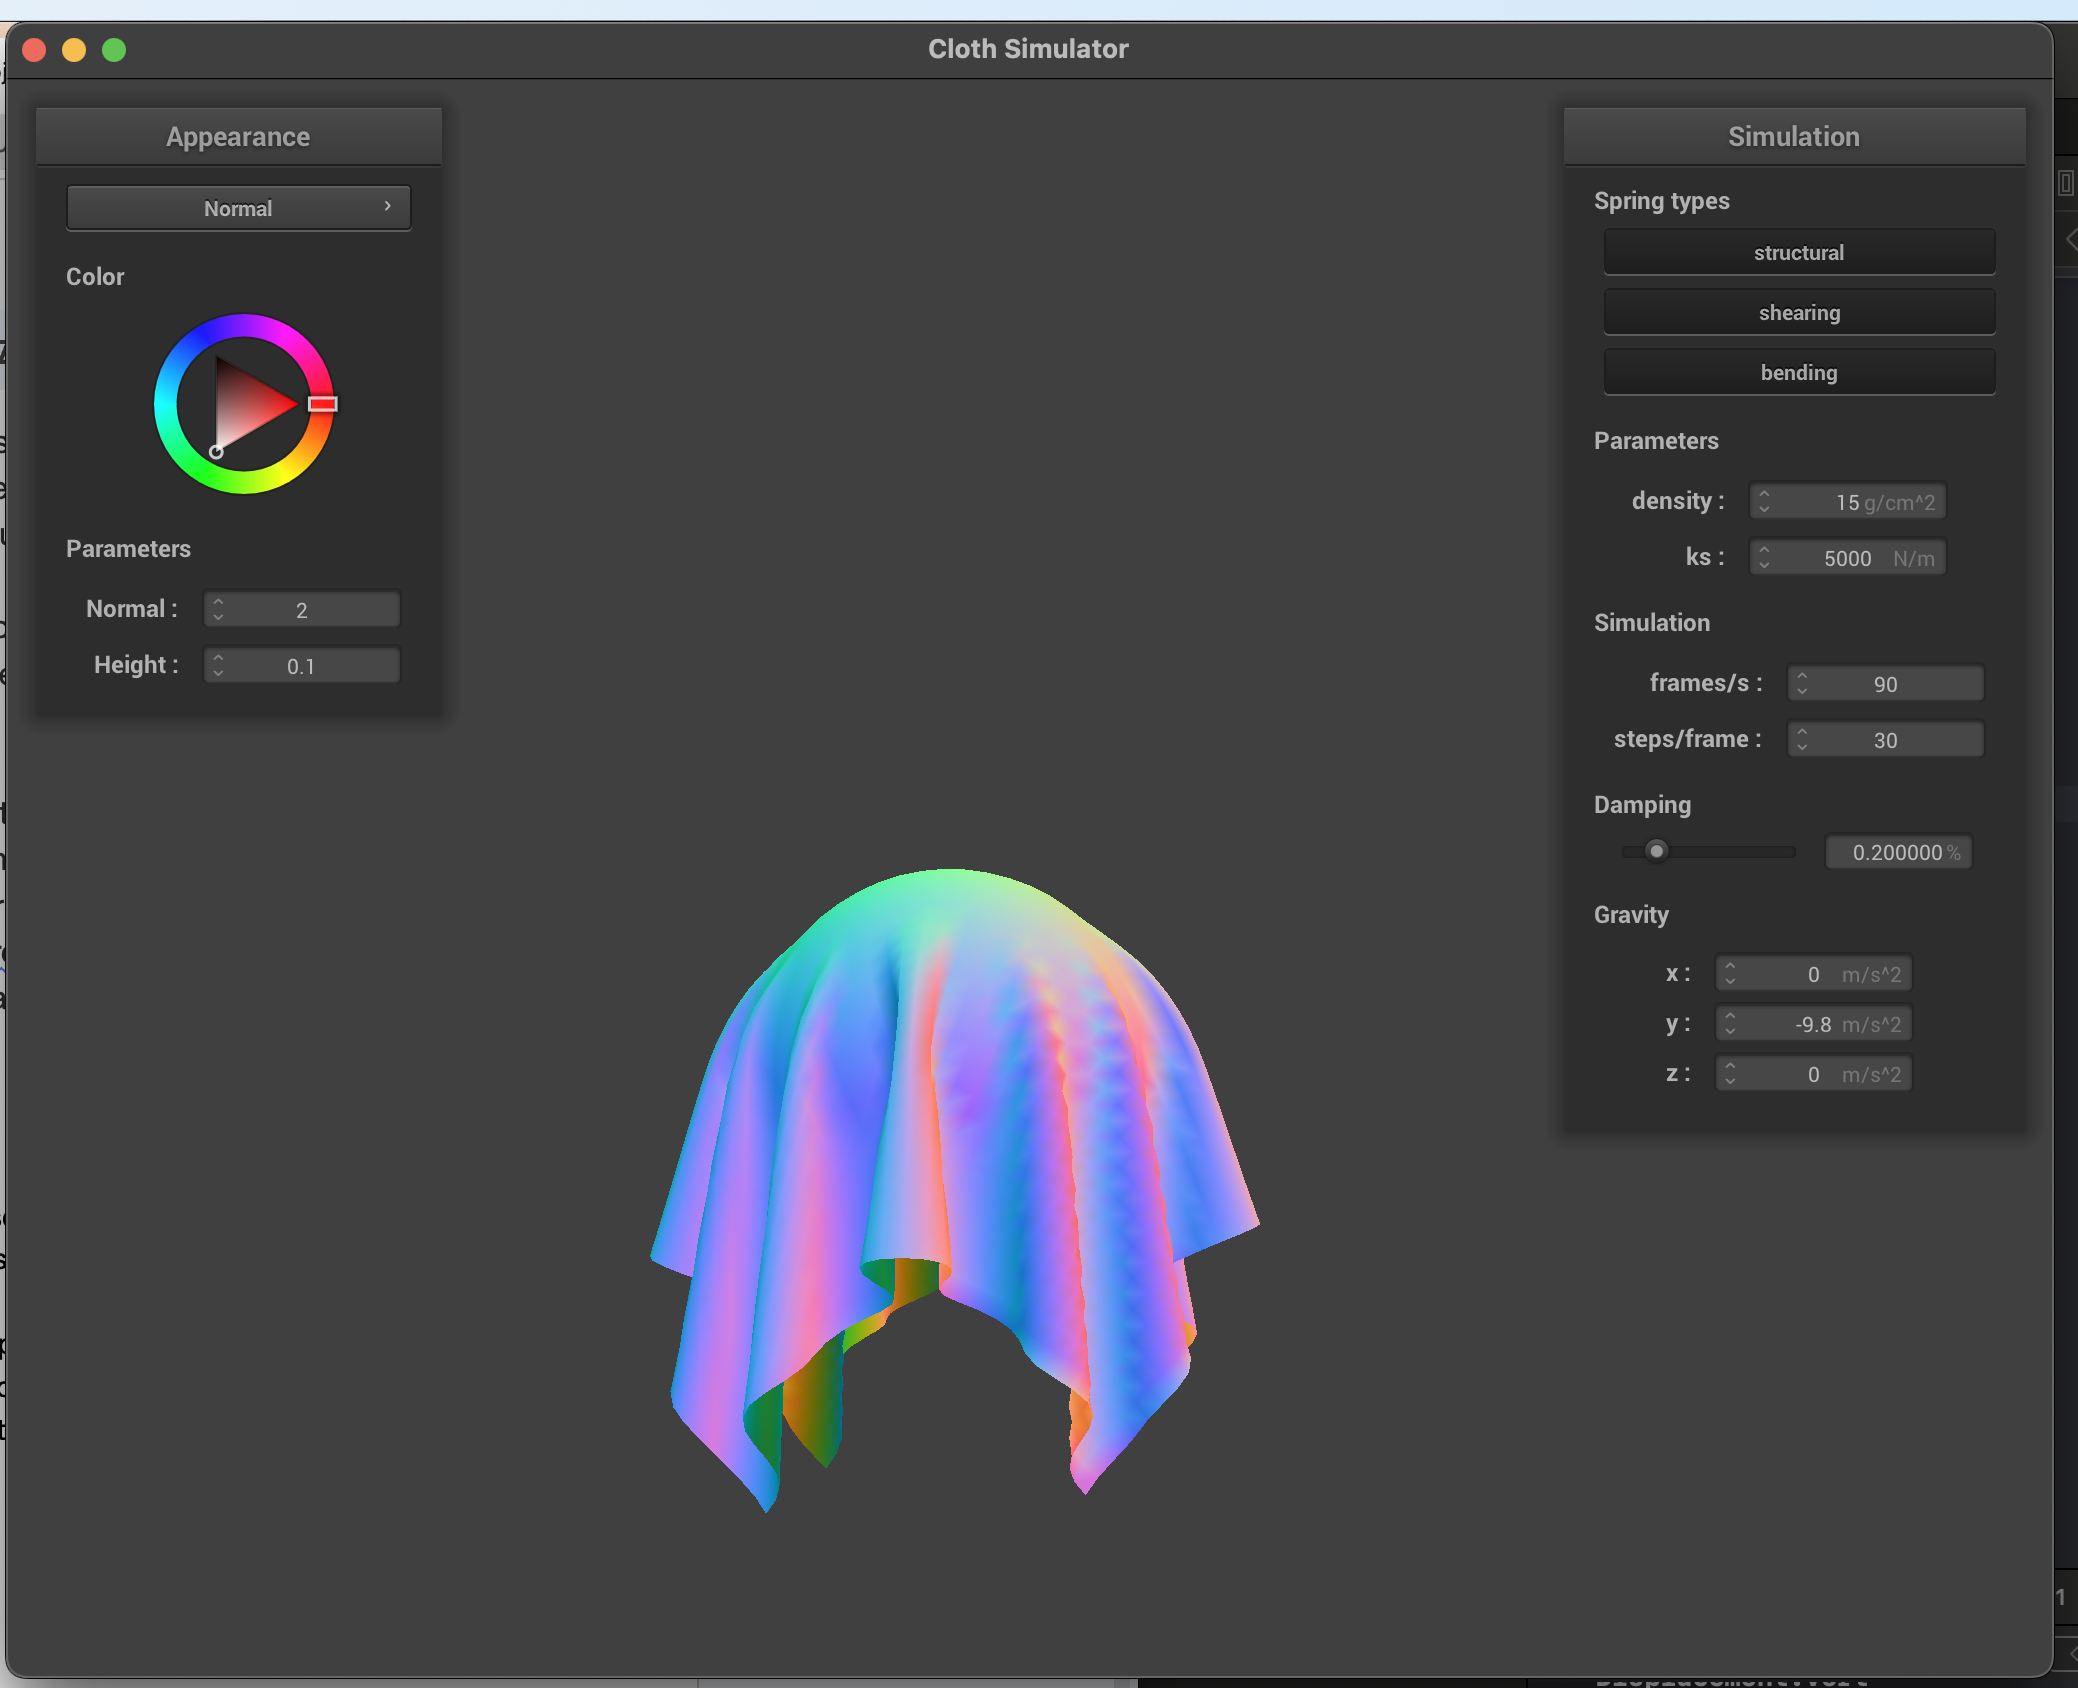 Cloth Simulator
Appearance
Normal
Color
Parameters
Normal : 2
Height : 0.1
Simulation
Spring types
structural
shearing
bending
Parameters
density : 15 g/cm^2
ks : 5000 N/m
Simulation
frames/s : 90
steps/frame : 30
Damping
0.200000 %
Gravity
x : 0 m/s^2
y : -9.8 m/s^2
z : 0 m/s^2
1